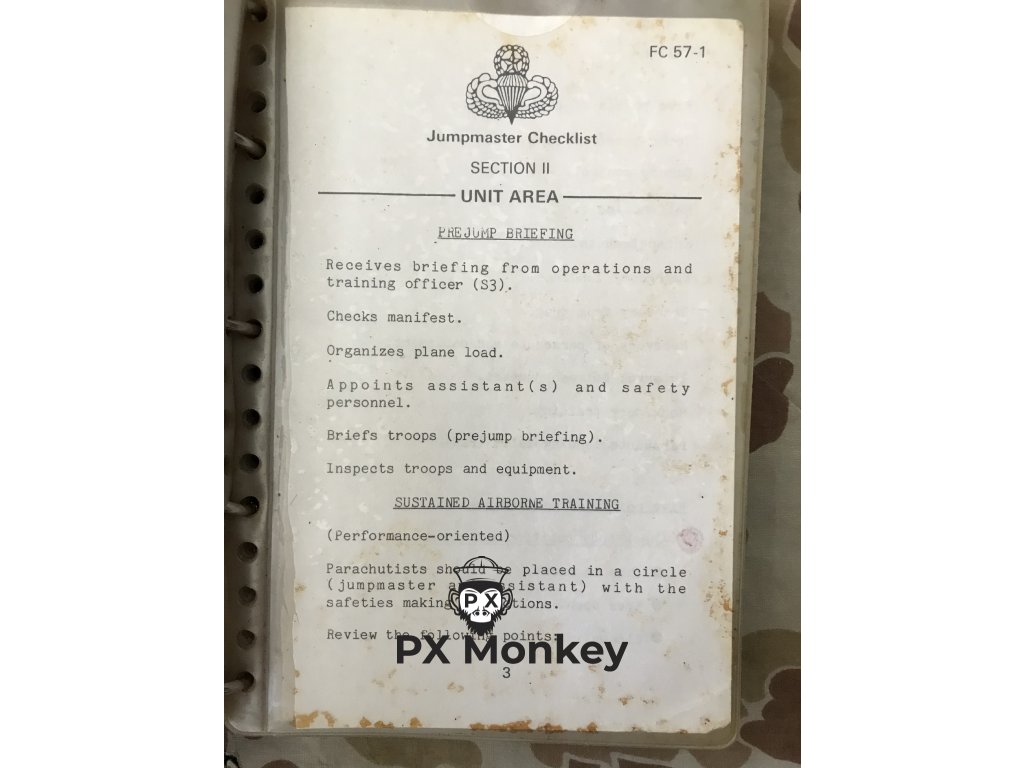 FC 57-1
Jumpmaster Checklist
SECTION II
UNIT AREA
PREJUMP BRIEFING
Receives briefing from operations and
training officer (S3).
Checks manifest.
Organizes plane load.
Appoints assistant(s) and safety
personnel.
Briefs troops (prejump briefing).
Inspects troops and equipment.
SUSTAINED AIRBORNE TRAINING
(Performance-oriented)
Parachutists should be placed in a circle
(jumpmaster with the
safeties making
Review the following points:
PX
PX Monkey
3